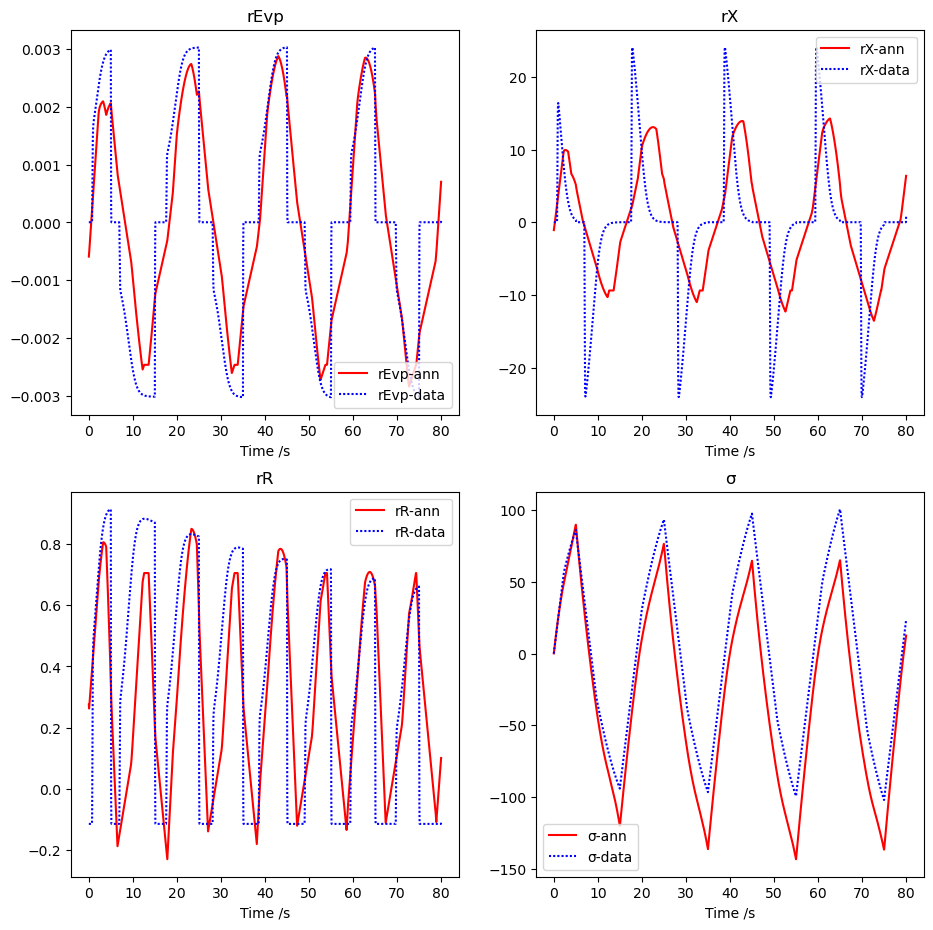 rEvp
0.003
0.002
0.001
0.000
−0.001
−0.002
−0.003
rEvp-ann
rEvp-data
0 10 20 30 40 50 60 70 80
Time /s
rX
20
10
0
−10
−20
rX-ann
rX-data
0 10 20 30 40 50 60 70 80
Time /s
rR
0.8
0.6
0.4
0.2
0.0
−0.2
rR-ann
rR-data
0 10 20 30 40 50 60 70 80
Time /s
σ
100
50
0
−50
−100
−150
σ-ann
σ-data
0 10 20 30 40 50 60 70 80
Time /s